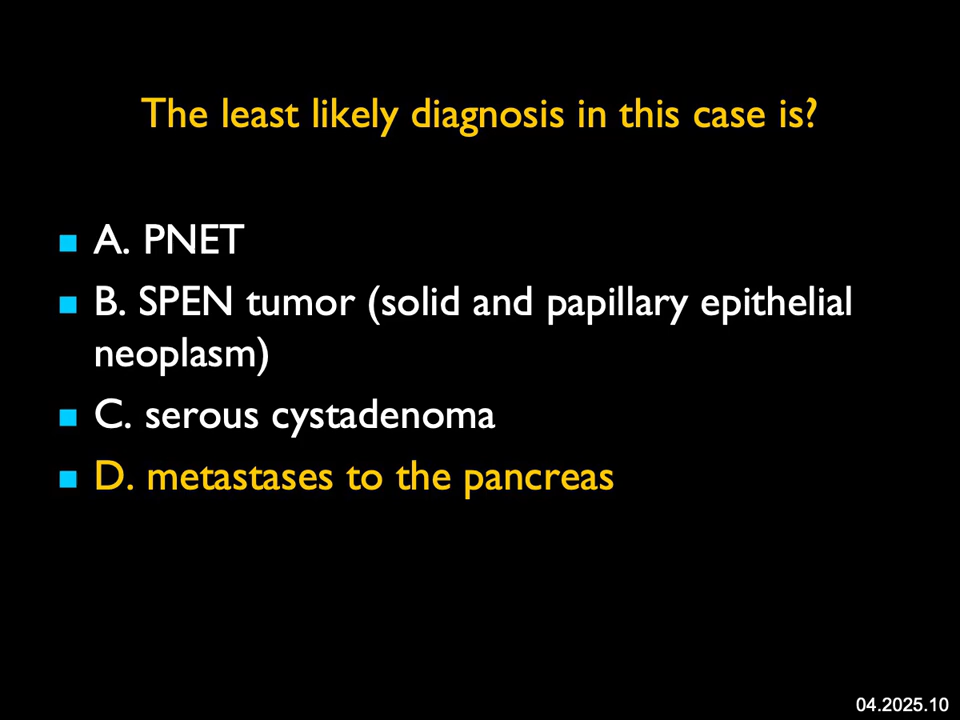 The least likely diagnosis in this case is?
A. PNET
B. SPEN tumor (solid and papillary epithelial
neoplasm)
C. serous cystadenoma
D. metastases to the pancreas
04.2025.10